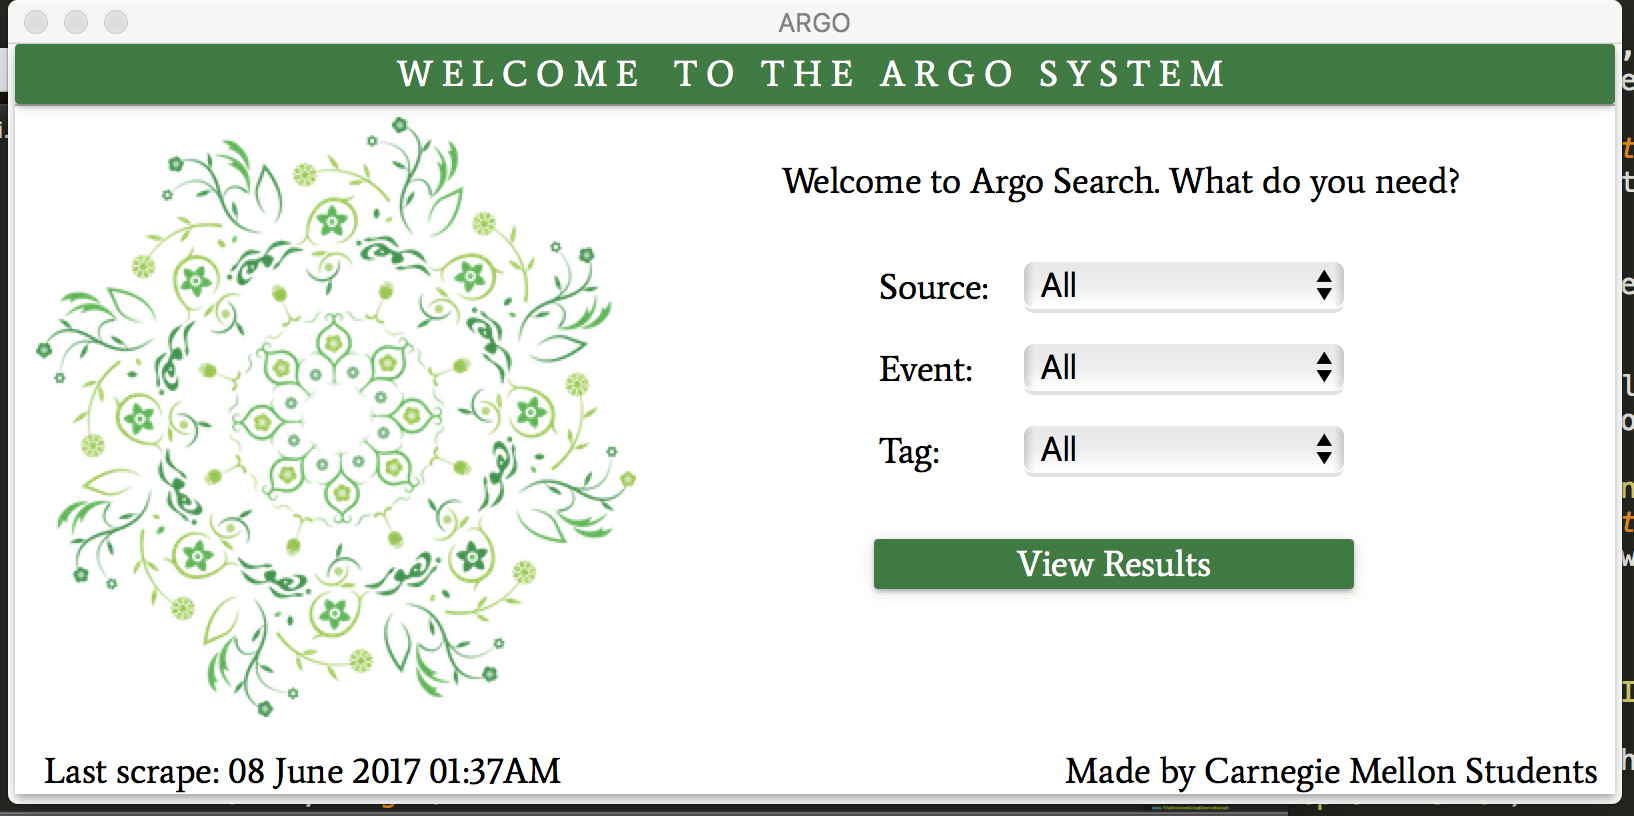 ARGO
WELCOME TO THE ARGO SYSTEM
Welcome to Argo Search. What do you need?
Source: All
Event: All
Tag: All
View Results
Last scrape: 08 June 2017 01:37AM
Made by Carnegie Mellon Students